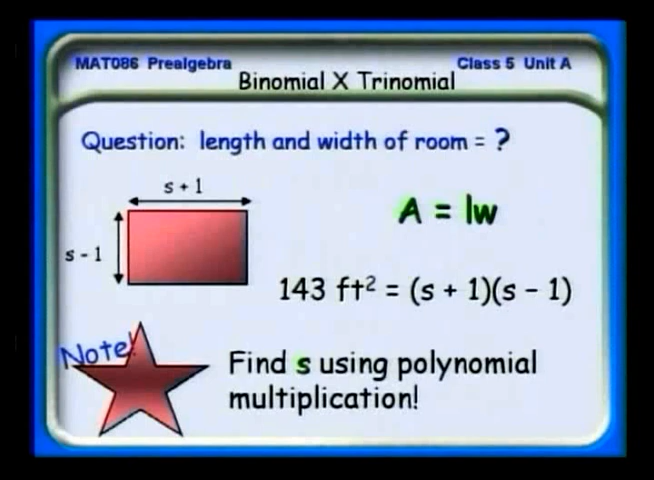 MAT086 Prealgebra
Class 5 Unit A
Binomial X Trinomial
Question: length and width of room = ?
s + 1
s - 1
A = lw
143 ft² = (s + 1)(s - 1)
Note!
Find s using polynomial
multiplication!